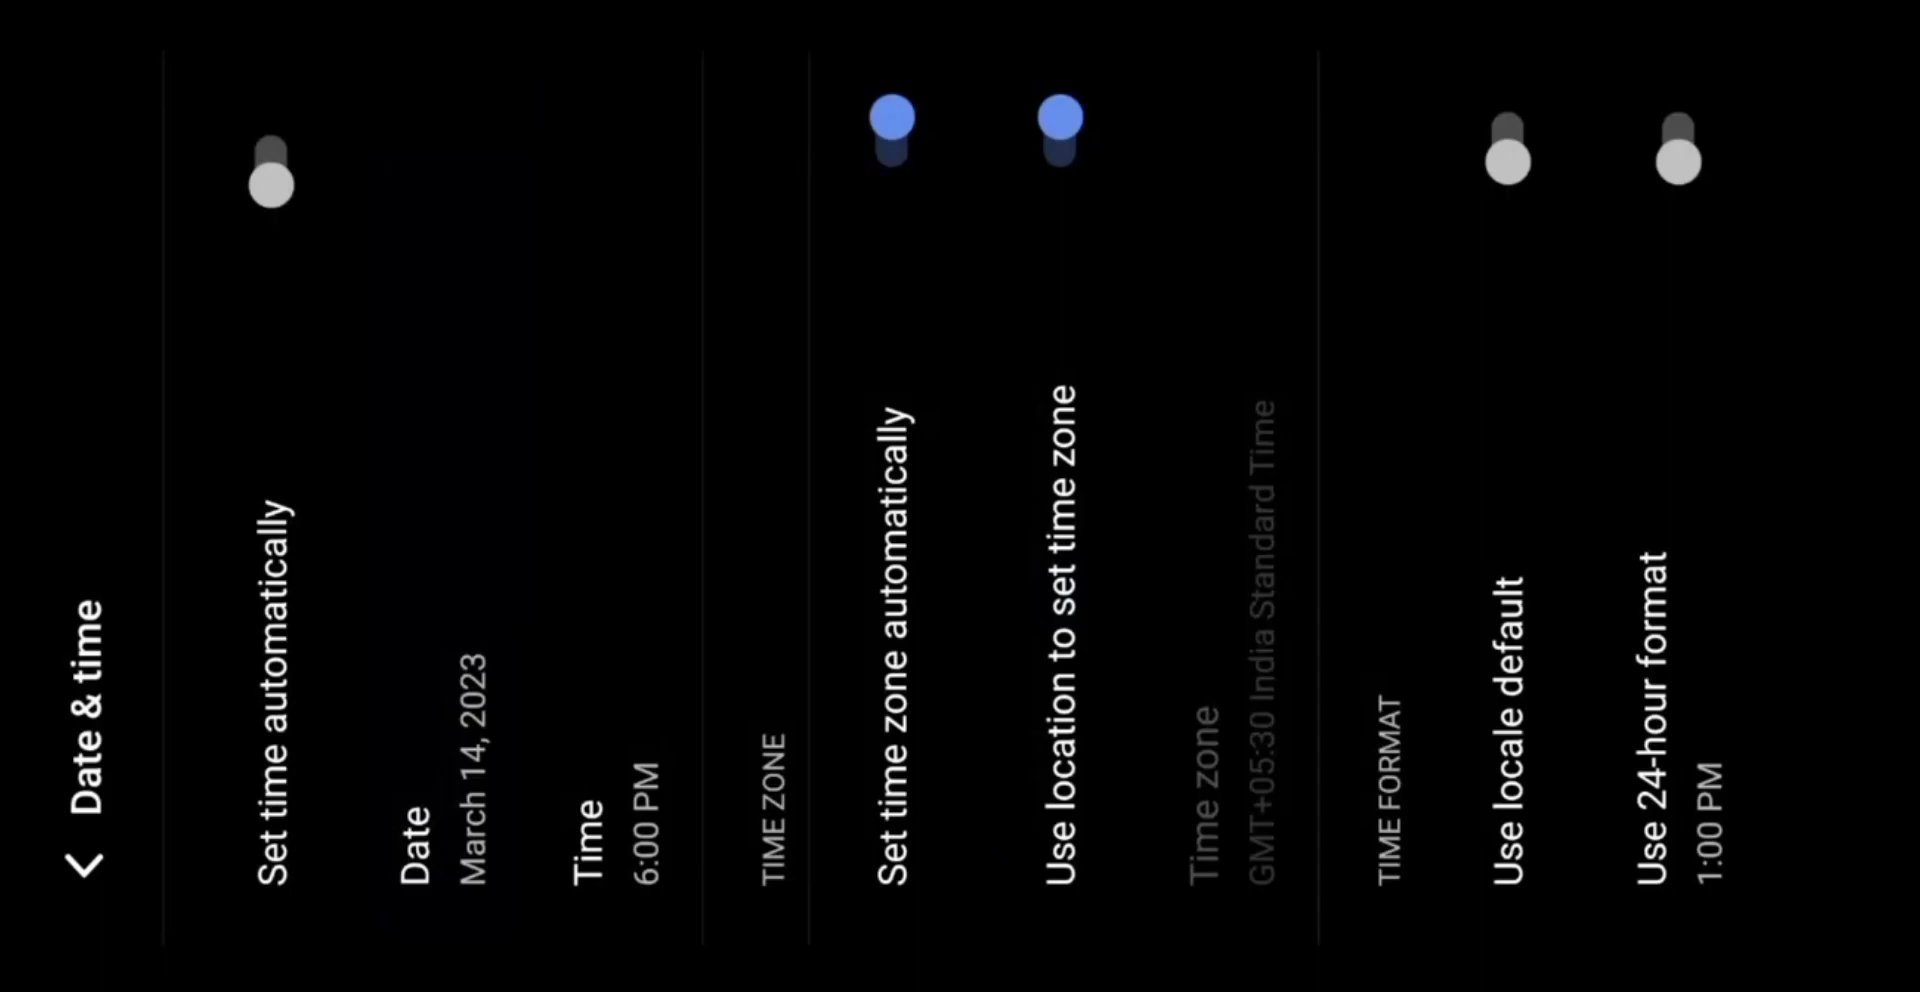 Date & time
Set time automatically
Date
March 14, 2023
Time
6:00 PM
TIME ZONE
Set time zone automatically
Use location to set time zone
Time zone
GMT+05:30 India Standard Time
TIME FORMAT
Use locale default
Use 24-hour format
1:00 PM